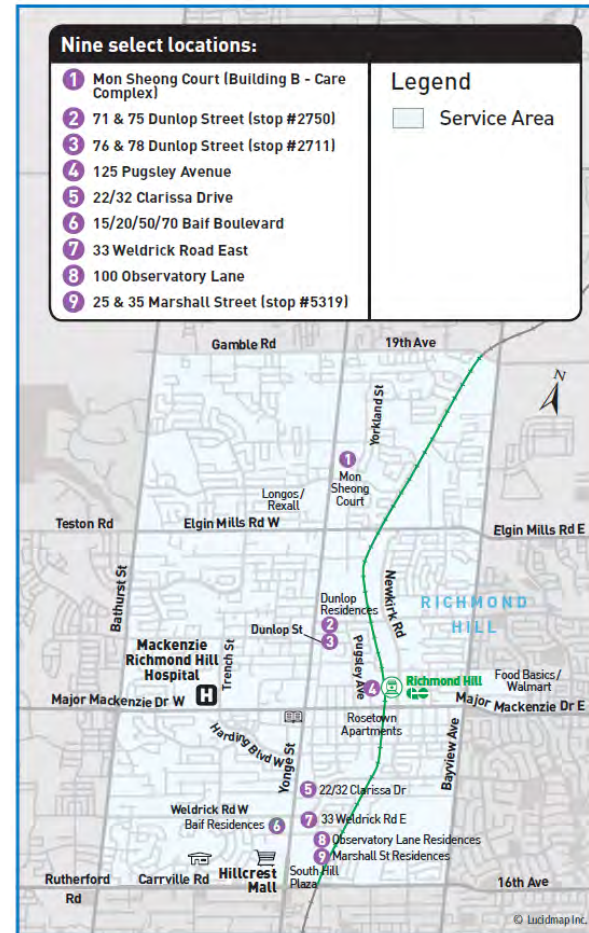 Nine select locations:
1 Mon Sheong Court (Building B - Care
Complex)
2 71 & 75 Dunlop Street (stop #2750)
3 76 & 78 Dunlop Street (stop #2711)
4 125 Pugsley Avenue
5 22/32 Clarissa Drive
6 15/20/50/70 Baif Boulevard
7 33 Weldrick Road East
8 100 Observatory Lane
9 25 & 35 Marshall Street (stop #5319)
Legend
Service Area
Gamble Rd
19th Ave
N
Yorkland St
1
Mon
Sheong
Court
Longos/
Rexall
Teston Rd
Elgin Mills Rd W
Elgin Mills Rd E
Bathurst St
Newkirk Rd
RICHMOND
HILL
Dunlop
Residences
2
Dunlop St
3
Pugsley Ave
Trench St
Mackenzie
Richmond Hill
Hospital
H
4
Richmond Hill
GO
Food Basics/
Walmart
Major Mackenzie Dr W
Major Mackenzie Dr E
Rosetown
Apartments
Harding Blvd W
Yonge St
Bayview Ave
5 22/32 Clarissa Dr
Weldrick Rd W
Baif Residences 6
7 33 Weldrick Rd E
8 Observatory Lane Residences
9 Marshall St Residences
South Hill
Plaza
Hillcrest
Mall
Rutherford
Rd
Carrville Rd
16th Ave
© Lucidmap Inc.